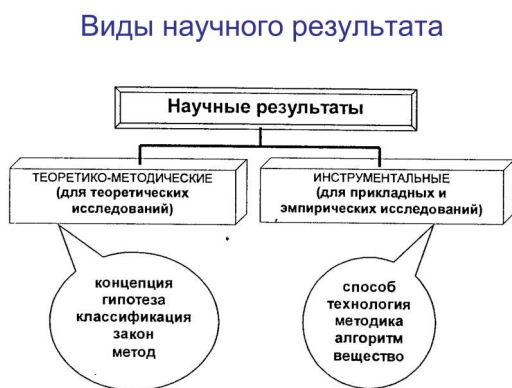 Виды научного результата
Научные результаты
ТЕОРЕТИКО-МЕТОДИЧЕСКИЕ
(для теоретических
исследований)
ИНСТРУМЕНТАЛЬНЫЕ
(для прикладных и
эмпирических исследований)
концепция
гипотеза
классификация
закон
метод
способ
технология
методика
алгоритм
вещество